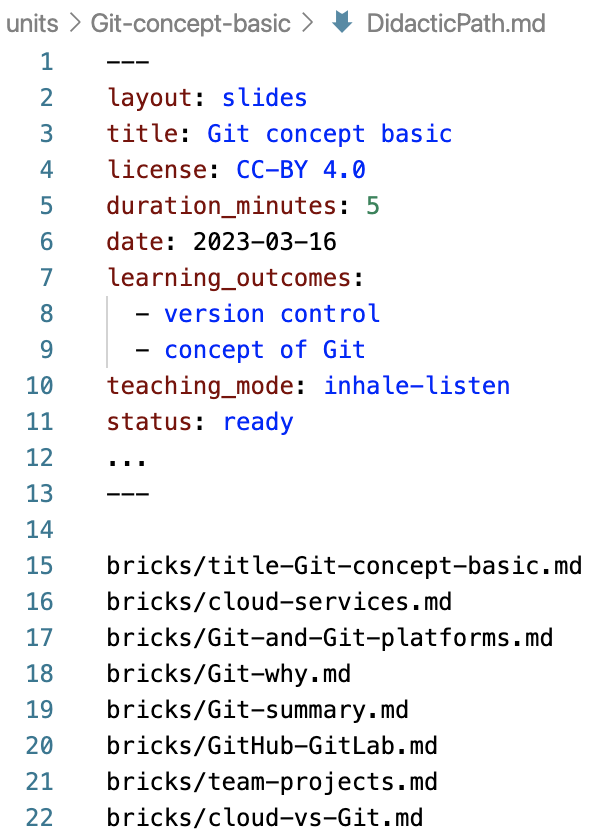 units > Git-concept-basic > DidacticPath.md
1 ---
2 layout: slides
3 title: Git concept basic
4 license: CC-BY 4.0
5 duration_minutes: 5
6 date: 2023-03-16
7 learning_outcomes:
8   - version control
9   - concept of Git
10 teaching_mode: inhale-listen
11 status: ready
12 ...
13 ---
14
15 bricks/title-Git-concept-basic.md
16 bricks/cloud-services.md
17 bricks/Git-and-Git-platforms.md
18 bricks/Git-why.md
19 bricks/Git-summary.md
20 bricks/GitHub-GitLab.md
21 bricks/team-projects.md
22 bricks/cloud-vs-Git.md